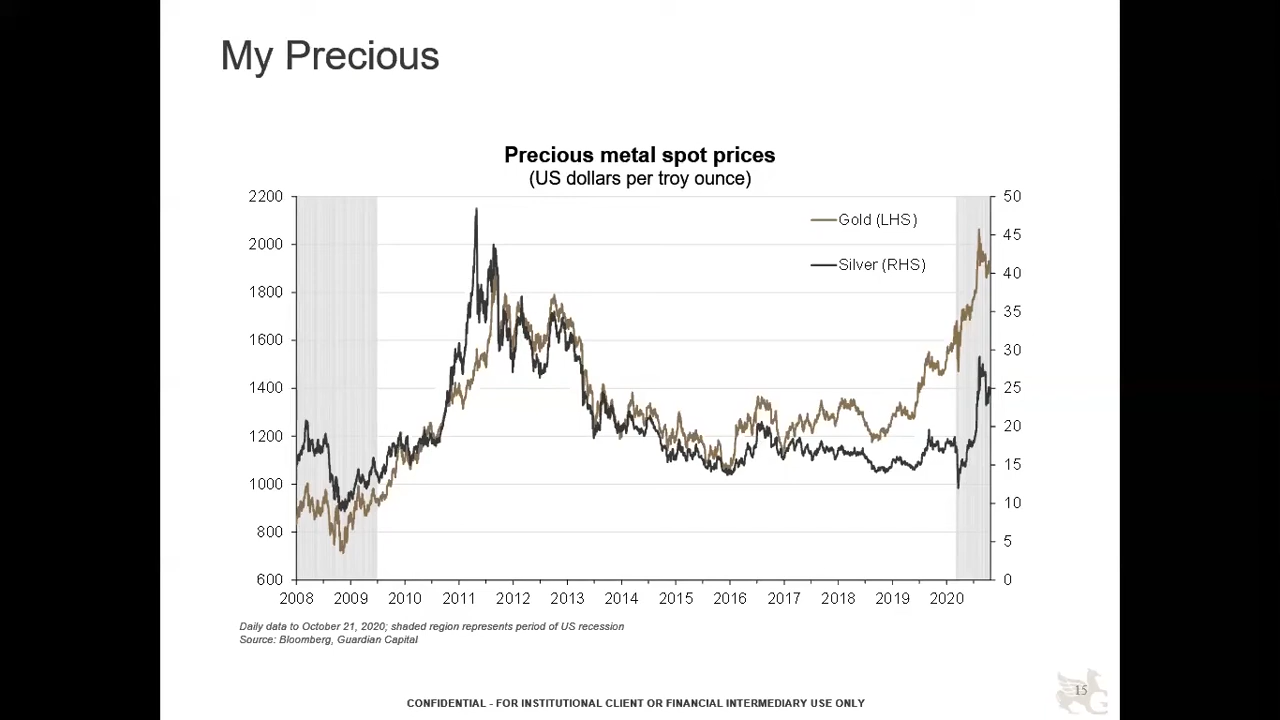 My Precious
Precious metal spot prices
(US dollars per troy ounce)
2200
2000
1800
1600
1400
1200
1000
800
600
50
45
40
35
30
25
20
15
10
5
0
Gold (LHS)
Silver (RHS)
2008 2009 2010 2011 2012 2013 2014 2015 2016 2017 2018 2019 2020
Daily data to October 21, 2020; shaded region represents period of US recession
Source: Bloomberg, Guardian Capital
15
CONFIDENTIAL - FOR INSTITUTIONAL CLIENT OR FINANCIAL INTERMEDIARY USE ONLY